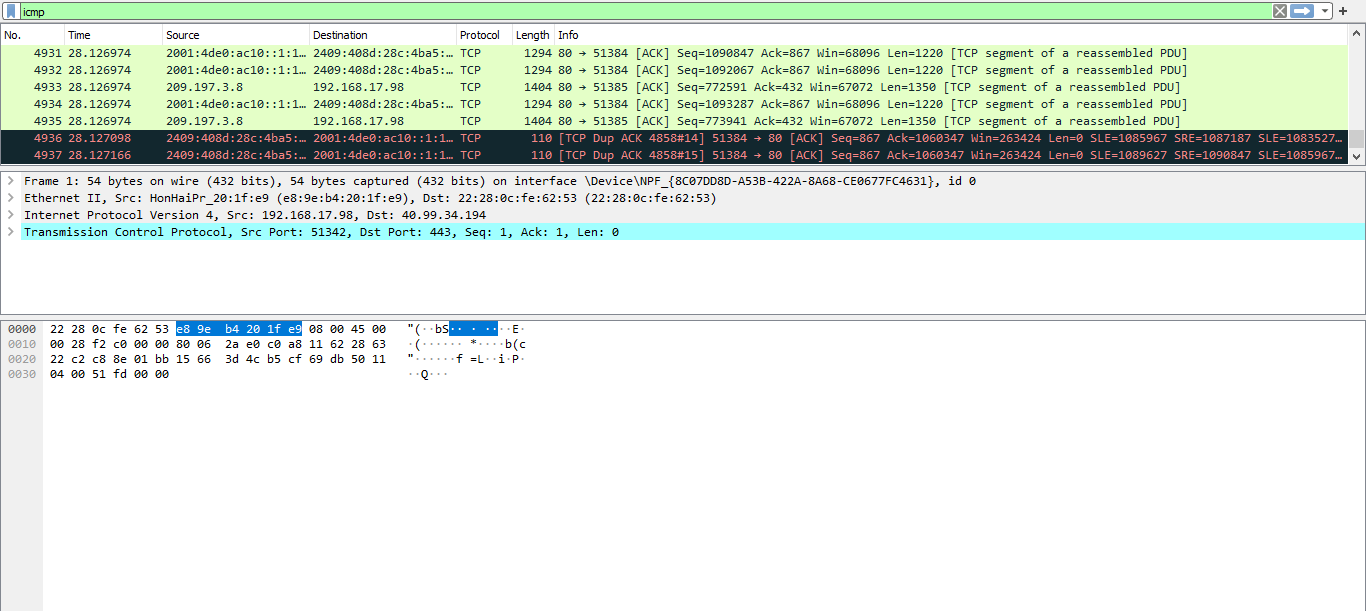 icmp
No. Time Source Destination Protocol Length Info
4931 28.126974 2001:4de0:ac10::1:1… 2409:408d:28c:4ba5:… TCP 1294 80 → 51384 [ACK] Seq=1090847 Ack=867 Win=68096 Len=1220 [TCP segment of a reassembled PDU]
4932 28.126974 2001:4de0:ac10::1:1… 2409:408d:28c:4ba5:… TCP 1294 80 → 51384 [ACK] Seq=1092067 Ack=867 Win=68096 Len=1220 [TCP segment of a reassembled PDU]
4933 28.126974 209.197.3.8 192.168.17.98 TCP 1404 80 → 51385 [ACK] Seq=772591 Ack=432 Win=67072 Len=1350 [TCP segment of a reassembled PDU]
4934 28.126974 2001:4de0:ac10::1:1… 2409:408d:28c:4ba5:… TCP 1294 80 → 51384 [ACK] Seq=1093287 Ack=867 Win=68096 Len=1220 [TCP segment of a reassembled PDU]
4935 28.126974 209.197.3.8 192.168.17.98 TCP 1404 80 → 51385 [ACK] Seq=773941 Ack=432 Win=67072 Len=1350 [TCP segment of a reassembled PDU]
4936 28.127098 2409:408d:28c:4ba5:… 2001:4de0:ac10::1:1… TCP 110 [TCP Dup ACK 4858#14] 51384 → 80 [ACK] Seq=867 Ack=1060347 Win=263424 Len=0 SLE=1085967 SRE=1087187 SLE=1083527…
4937 28.127166 2409:408d:28c:4ba5:… 2001:4de0:ac10::1:1… TCP 110 [TCP Dup ACK 4858#15] 51384 → 80 [ACK] Seq=867 Ack=1060347 Win=263424 Len=0 SLE=1089627 SRE=1090847 SLE=1085967…
Frame 1: 54 bytes on wire (432 bits), 54 bytes captured (432 bits) on interface \Device\NPF_{8C07DD8D-A53B-422A-8A68-CE0677FC4631}, id 0
Ethernet II, Src: HonHaiPr_20:1f:e9 (e8:9e:b4:20:1f:e9), Dst: 22:28:0c:fe:62:53 (22:28:0c:fe:62:53)
Internet Protocol Version 4, Src: 192.168.17.98, Dst: 40.99.34.194
Transmission Control Protocol, Src Port: 51342, Dst Port: 443, Seq: 1, Ack: 1, Len: 0
0000 22 28 0c fe 62 53 e8 9e b4 20 1f e9 08 00 45 00 "(··bS·· · ····E·
0010 00 28 f2 c0 00 00 80 06 2a e0 c0 a8 11 62 28 63 ·(······ *····b(c
0020 22 c2 c8 8e 01 bb 15 66 3d 4c b5 cf 69 db 50 11 "······f =L··i·P·
0030 04 00 51 fd 00 00 ··Q···